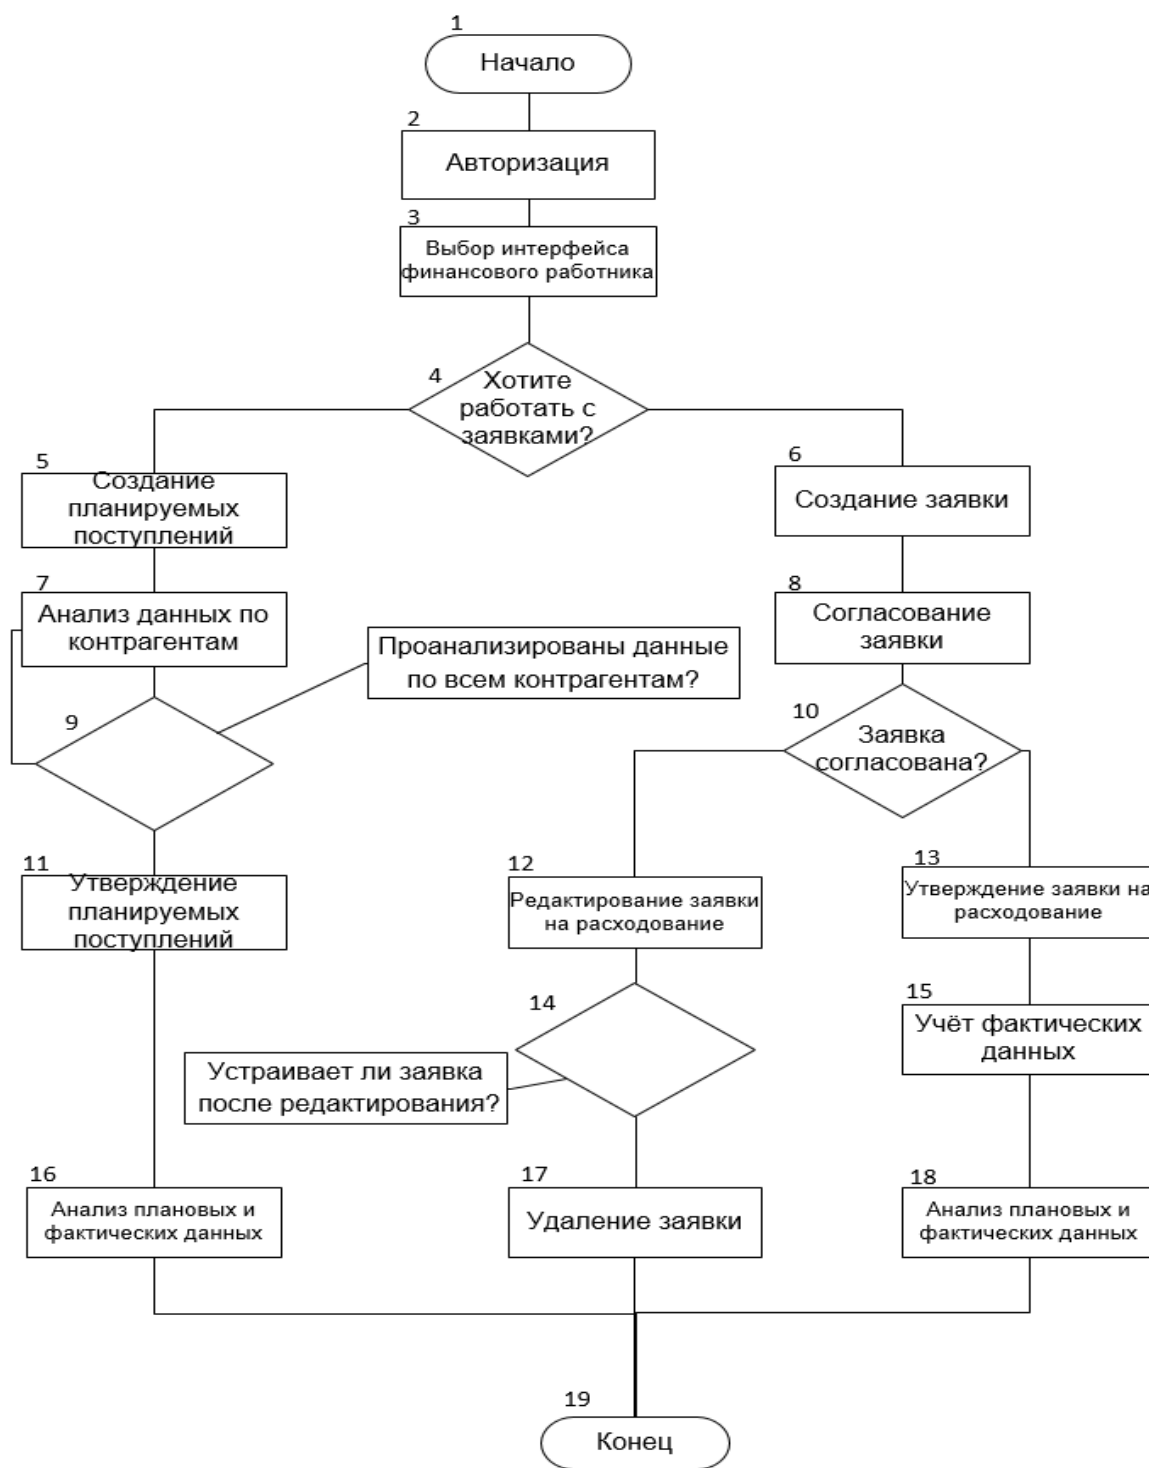 1
Начало
2
Авторизация
3
Выбор интерфейса
финансового работника
4
Хотите
работать с
заявками?
5
Создание
планируемых
поступлений
6
Создание заявки
7
Анализ данных по
контрагентам
8
Согласование
заявки
Проанализированы данные
по всем контрагентам?
9
10
Заявка
согласована?
11
Утверждение
планируемых
поступлений
12
Редактирование заявки
на расходование
13
Утверждение заявки на
расходование
14
15
Учёт фактических
данных
Устраивает ли заявка
после редактирования?
16
Анализ плановых и
фактических данных
17
Удаление заявки
18
Анализ плановых и
фактических данных
19
Конец